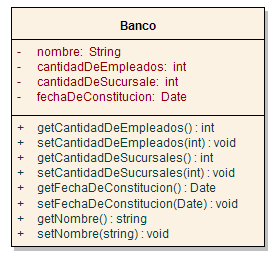 Banco
- nombre: String
- cantidadDeEmpleados: int
- cantidadDeSucursale: int
- fechaDeConstitucion: Date
+ getCantidadDeEmpleados() : int
+ setCantidadDeEmpleados(int) : void
+ getCantidadDeSucursales() : int
+ setCantidadDeSucursales(int) : void
+ getFechaDeConstitucion() : Date
+ setFechaDeConstitucion(Date) : void
+ getNombre() : string
+ setNombre(string) : void